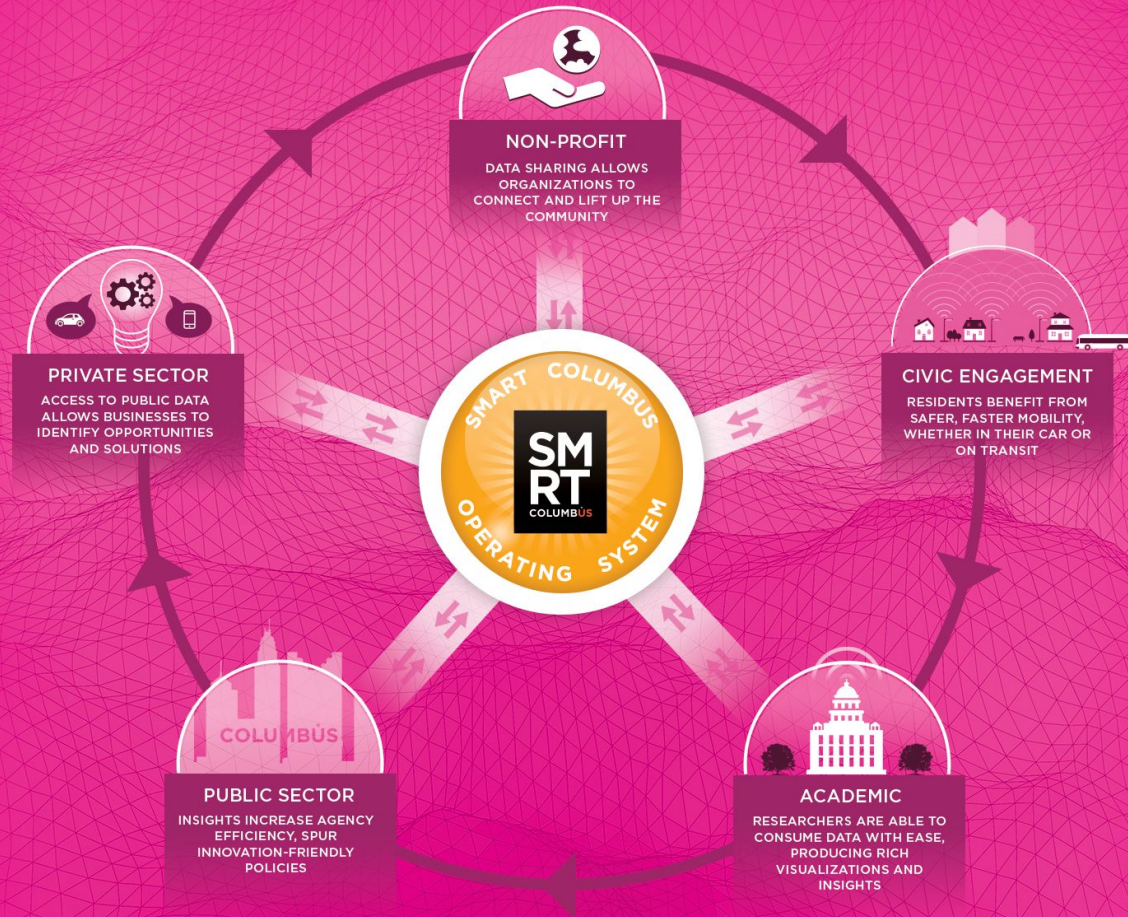 NON-PROFIT
DATA SHARING ALLOWS
ORGANIZATIONS TO
CONNECT AND LIFT UP THE
COMMUNITY
PRIVATE SECTOR
ACCESS TO PUBLIC DATA
ALLOWS BUSINESSES TO
IDENTIFY OPPORTUNITIES
AND SOLUTIONS
SMART COLUMBUS
SM
RT
COLUMBUS
OPERATING SYSTEM
CIVIC ENGAGEMENT
RESIDENTS BENEFIT FROM
SAFER, FASTER MOBILITY,
WHETHER IN THEIR CAR OR
ON TRANSIT
COLUMBUS
PUBLIC SECTOR
INSIGHTS INCREASE AGENCY
EFFICIENCY, SPUR
INNOVATION-FRIENDLY
POLICIES
ACADEMIC
RESEARCHERS ARE ABLE TO
CONSUME DATA WITH EASE,
PRODUCING RICH
VISUALIZATIONS AND
INSIGHTS